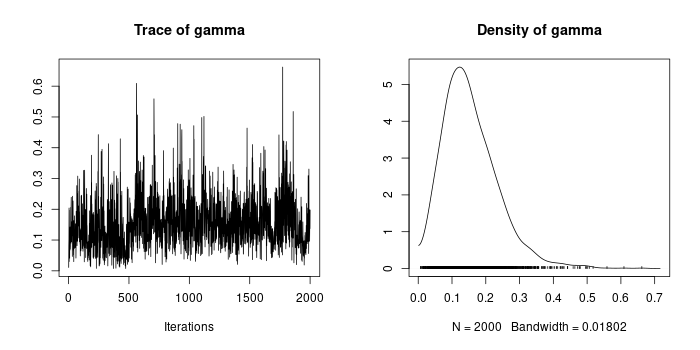 Trace of gamma
0.0 0.1 0.2 0.3 0.4 0.5 0.6
0 500 1000 1500 2000
Iterations
Density of gamma
0 1 2 3 4 5
0.0 0.1 0.2 0.3 0.4 0.5 0.6 0.7
N = 2000 Bandwidth = 0.01802